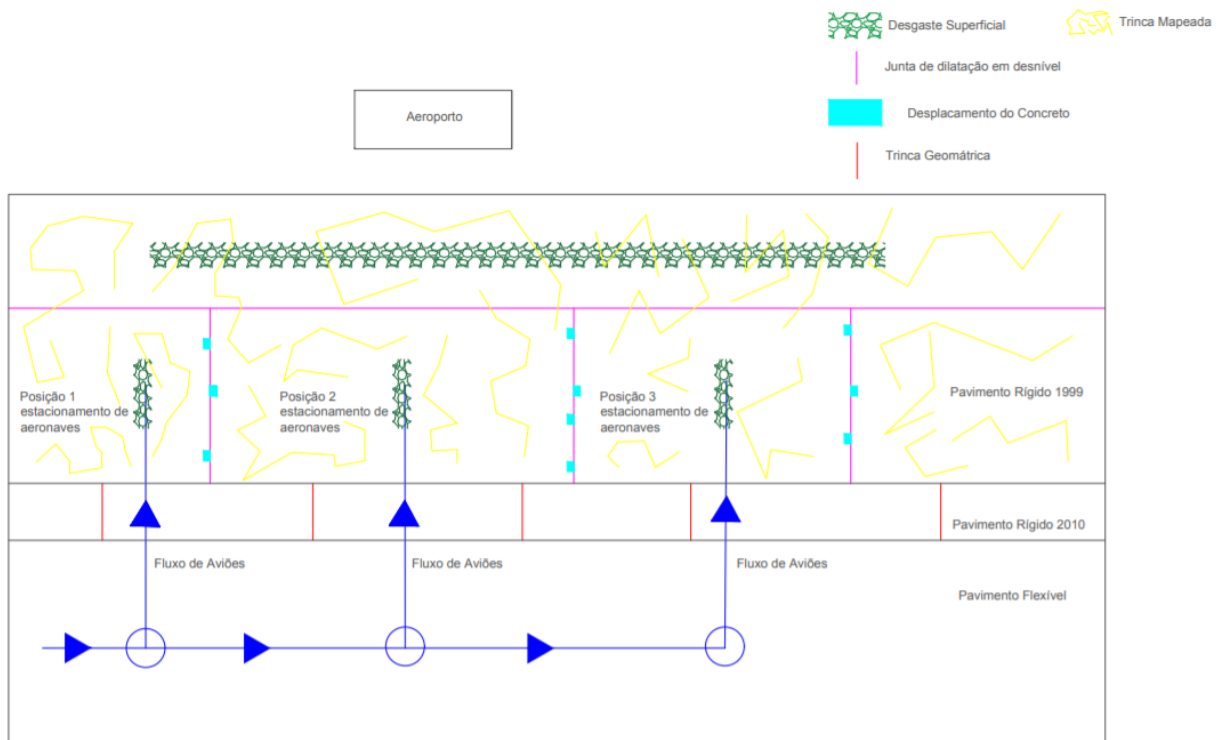 Desgaste Superficial
Trinca Mapeada
Junta de dilatação em desnível
Desplacamento do Concreto
Trinca Geomátrica
Aeroporto
Posição 1
estacionamento de
aeronaves
Posição 2
estacionamento de
aeronaves
Posição 3
estacionamento de
aeronaves
Pavimento Rígido 1999
Pavimento Rígido 2010
Fluxo de Aviões
Fluxo de Aviões
Fluxo de Aviões
Pavimento Flexível